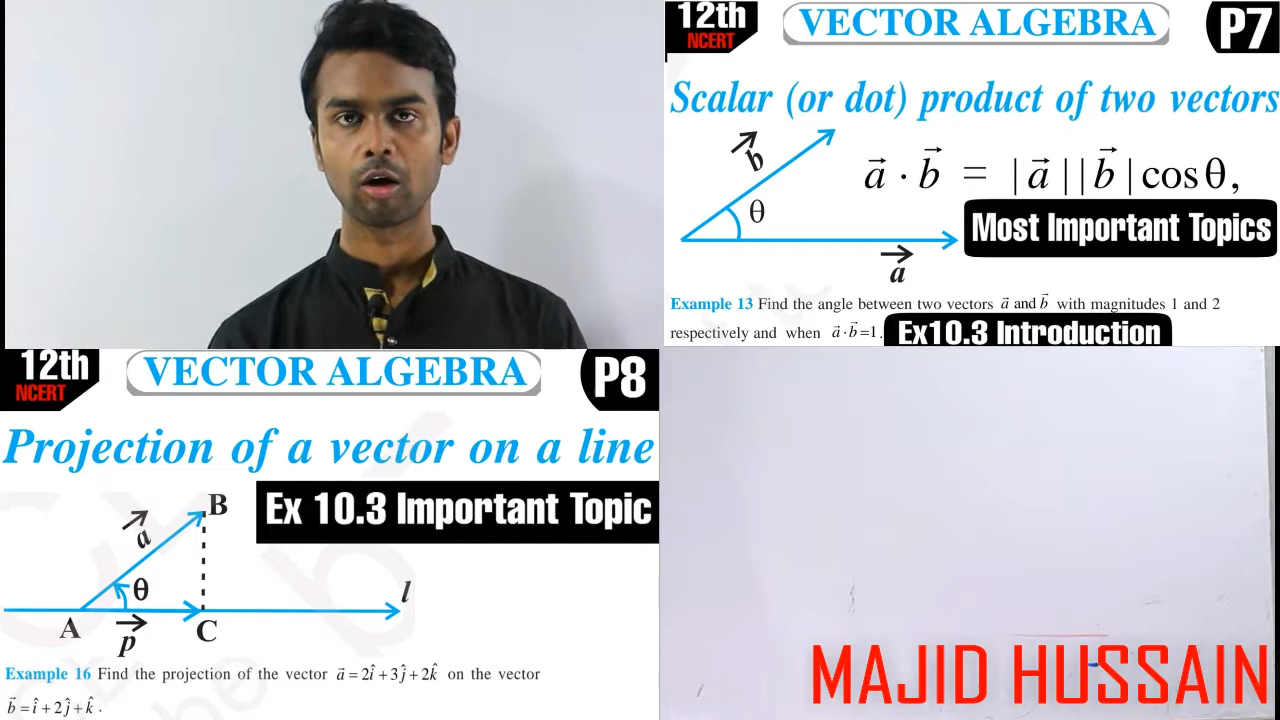 12th
NCERT
VECTOR ALGEBRA
P7
Scalar (or dot) product of two vectors
b⃗
θ
a⃗
a⃗ · b⃗ = |a⃗||b⃗|cosθ,
Most Important Topics
Example 13 Find the angle between two vectors a⃗ and b⃗ with magnitudes 1 and 2
respectively and when a⃗·b⃗=1.
Ex10.3 Introduction
12th
NCERT
VECTOR ALGEBRA
P8
Projection of a vector on a line
Ex 10.3 Important Topic
B
a⃗
θ
l
A
p⃗
C
Example 16 Find the projection of the vector a⃗ = 2î + 3ĵ + 2k̂ on the vector
b⃗ = î + 2ĵ + k̂ .
MAJID HUSSAIN